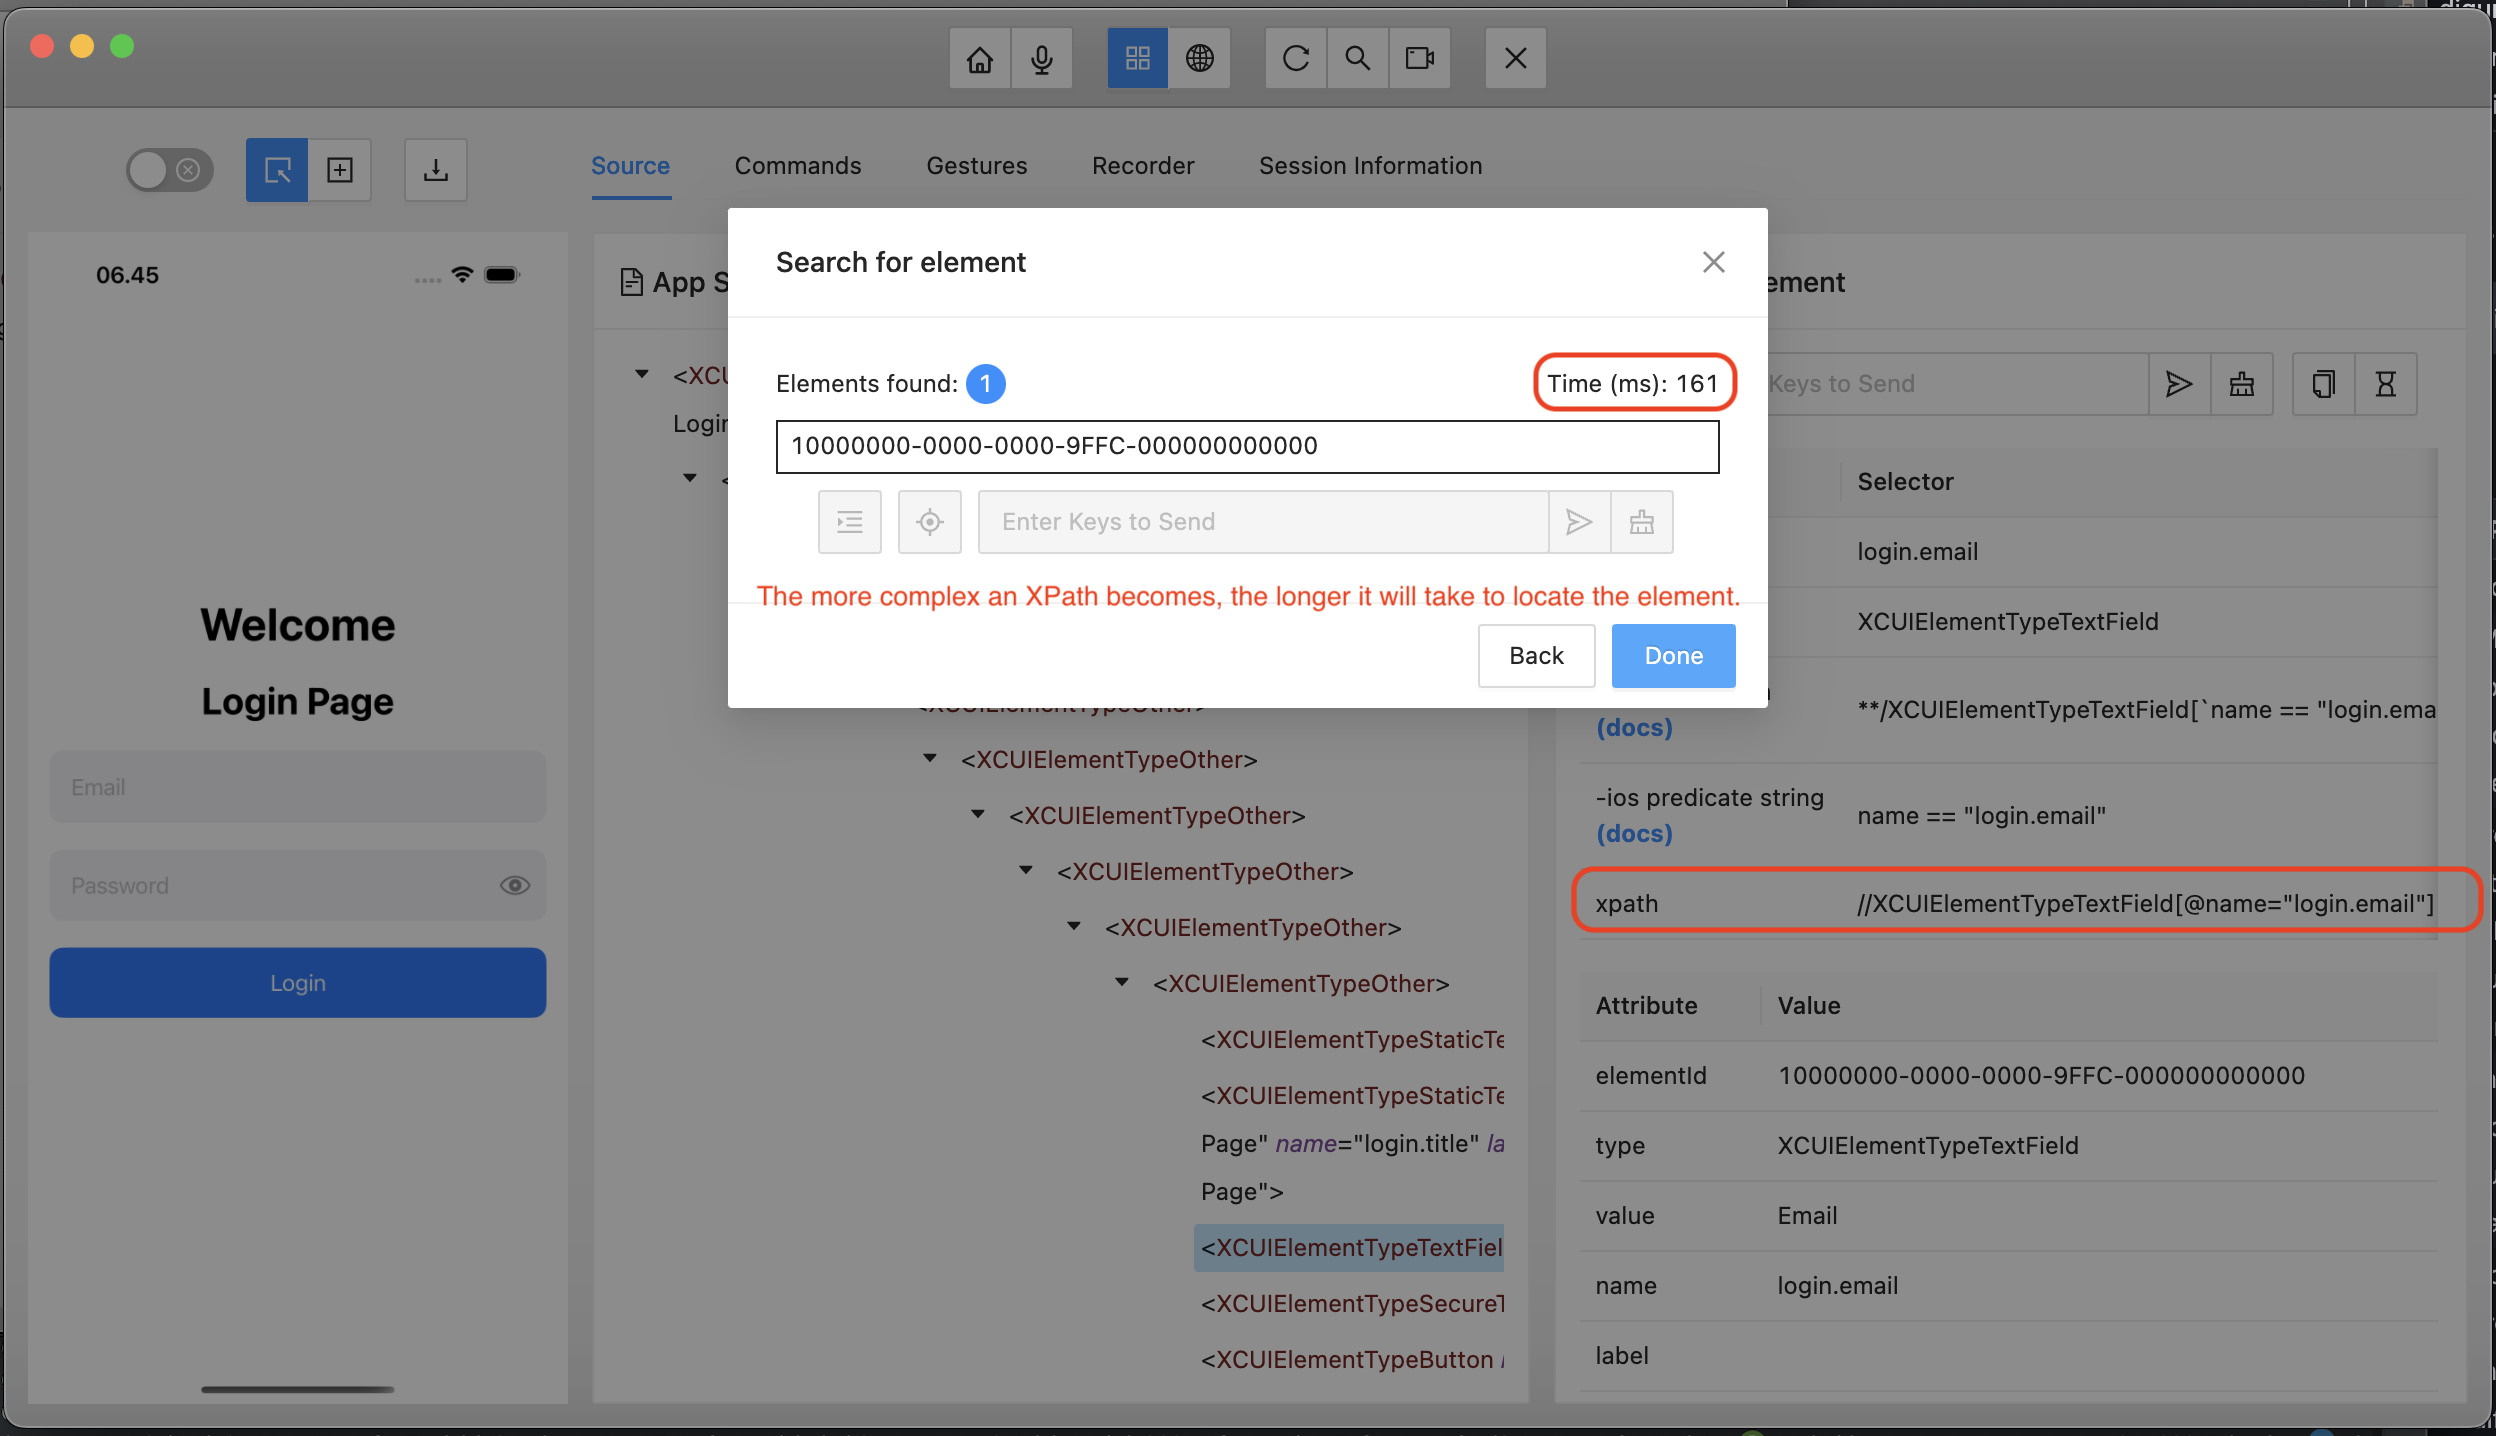 Source
Commands
Gestures
Recorder
Session Information
06.45
Welcome
Login Page
Email
Password
Login
App S
<XCU
Login
<
<XCUIElementTypeOther>
<XCUIElementTypeOther>
<XCUIElementTypeOther>
<XCUIElementTypeOther>
<XCUIElementTypeOther>
<XCUIElementTypeOther>
<XCUIElementTypeStaticTe
<XCUIElementTypeStaticTe
Page" name="login.title" la
Page">
<XCUIElementTypeTextFiel
<XCUIElementTypeSecureT
<XCUIElementTypeButton
Search for element
Elements found: 1
Time (ms): 161
10000000-0000-0000-9FFC-000000000000
Enter Keys to Send
The more complex an XPath becomes, the longer it will take to locate the element.
Back
Done
ement
Keys to Send
Selector
login.email
XCUIElementTypeTextField
(docs)
**/XCUIElementTypeTextField[`name == "login.ema
-ios predicate string
(docs)
name == "login.email"
xpath
//XCUIElementTypeTextField[@name="login.email"]
Attribute
Value
elementId
10000000-0000-0000-9FFC-000000000000
type
XCUIElementTypeTextField
value
Email
name
login.email
label